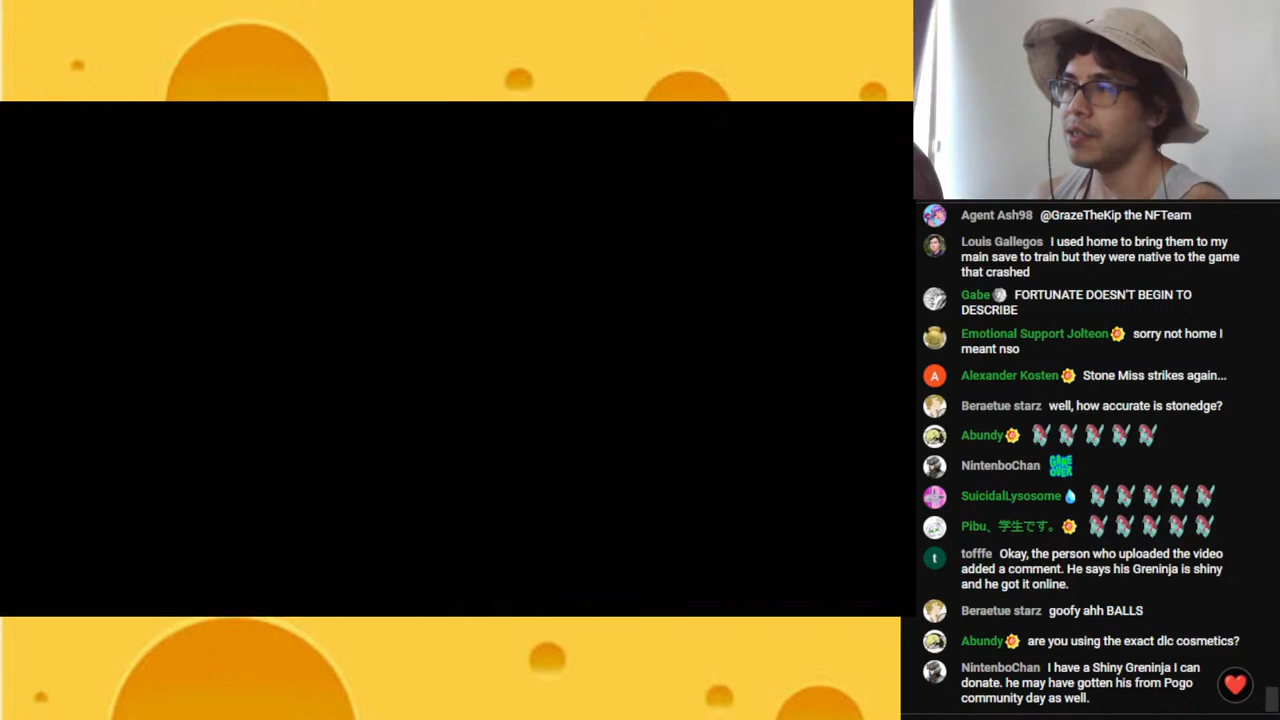 Agent Ash98 @GrazeTheKip the NFTeam
Louis Gallegos I used home to bring them to my
main save to train but they were native to the game
that crashed
Gabe FORTUNATE DOESN'T BEGIN TO
DESCRIBE
Emotional Support Jolteon sorry not home I
meant nso
Alexander Kosten Stone Miss strikes again...
Beraetue starz well, how accurate is stonedge?
Abundy
NintenboChan GAME OVER
SuicidalLysosome
Pibu、学生です。
tofffe Okay, the person who uploaded the video
added a comment. He says his Greninja is shiny
and he got it online.
Beraetue starz goofy ahh BALLS
Abundy are you using the exact dlc cosmetics?
NintenboChan I have a Shiny Greninja I can
donate. he may have gotten his from Pogo
community day as well.
A
t